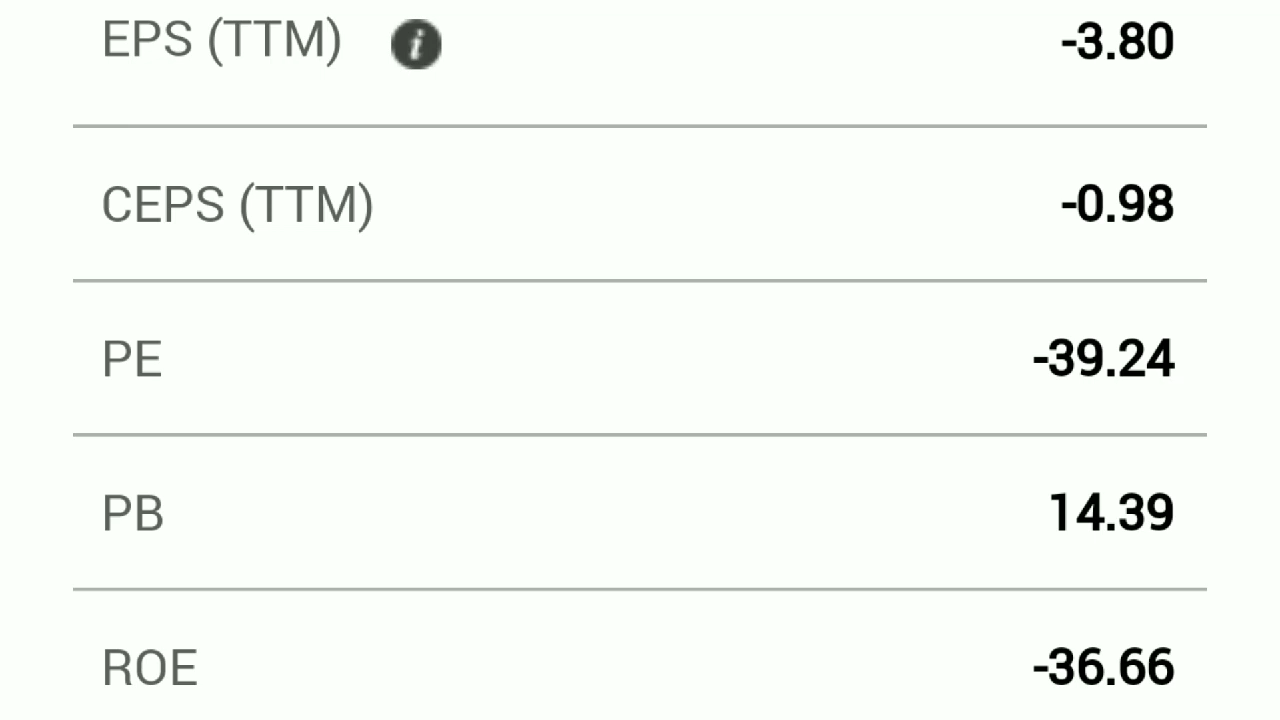 EPS (TTM) i -3.80
CEPS (TTM) -0.98
PE -39.24
PB 14.39
ROE -36.66